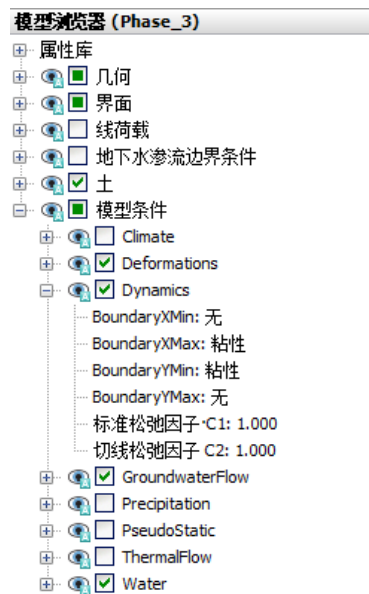 模型浏览器 (Phase_3)
属性库
几何
界面
线荷载
地下水渗流边界条件
土
模型条件
Climate
Deformations
Dynamics
BoundaryXMin: 无
BoundaryXMax: 粘性
BoundaryYMin: 粘性
BoundaryYMax: 无
标准松弛因子·C1: 1.000
切线松弛因子 C2: 1.000
GroundwaterFlow
Precipitation
PseudoStatic
ThermalFlow
Water